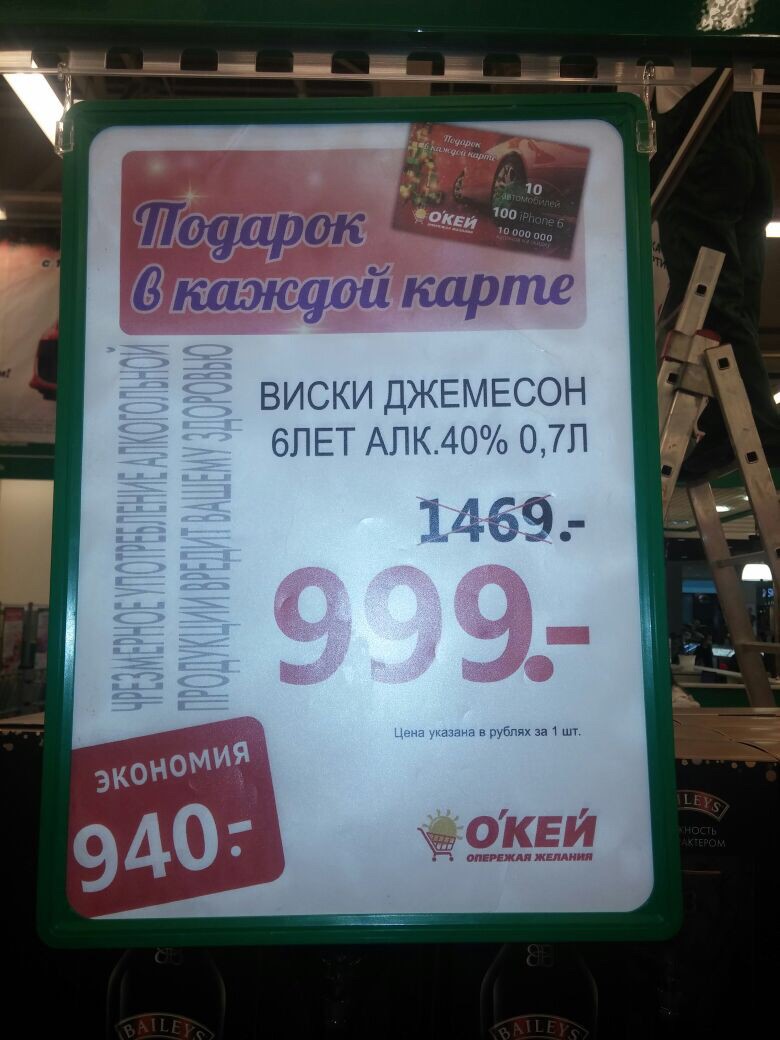 Подарок
в каждой карте
Подарок
в каждой карте
10
автомобилей
100 iPhone 6
10 000 000
О'КЕЙ
ОПЕРЕЖАЯ ЖЕЛАНИЯ
ЧРЕЗМЕРНОЕ УПОТРЕБЛЕНИЕ АЛКОГОЛЬНОЙ
ПРОДУКЦИИ ВРЕДИТ ВАШЕМУ ЗДОРОВЬЮ
ВИСКИ ДЖЕМЕСОН
6ЛЕТ АЛК.40% 0,7Л
1469.-
999.-
Цена указана в рублях за 1 шт.
ЭКОНОМИЯ
940.-
О'КЕЙ
ОПЕРЕЖАЯ ЖЕЛАНИЯ
BAILEYS
BAILEYS